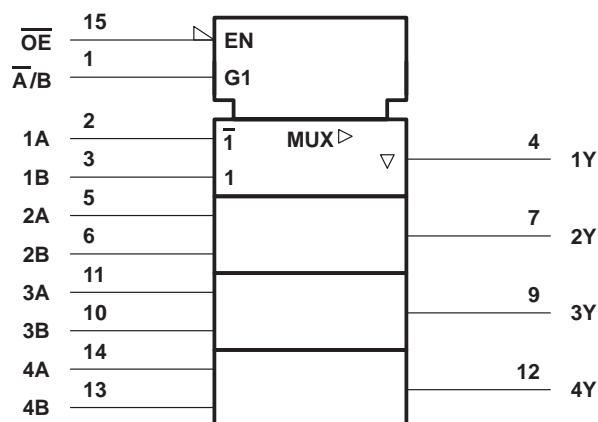 15
O̅E̅ EN
1
A̅/B G1
2
1A 1̅ MUX ▷ 4
3 ▽ 1Y
1B 1
5
2A 7
6 2Y
2B
11
3A 9
10 3Y
3B
14
4A 12
13 4Y
4B